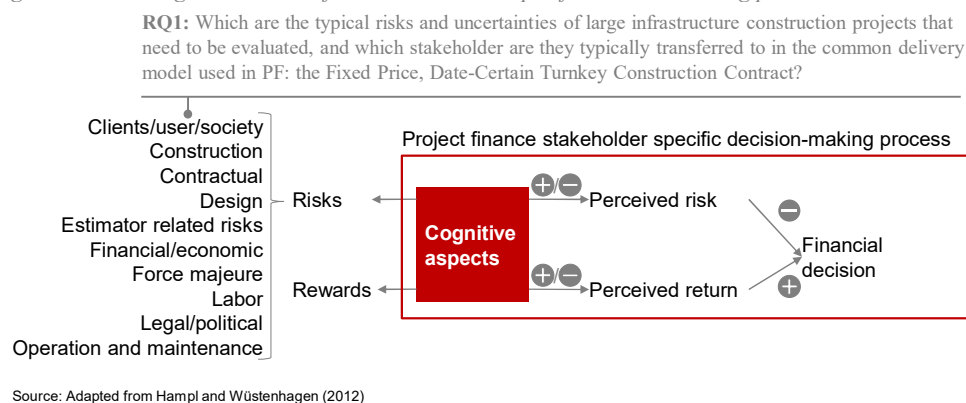 RQ1: Which are the typical risks and uncertainties of large infrastructure construction projects that
need to be evaluated, and which stakeholder are they typically transferred to in the common delivery
model used in PF: the Fixed Price, Date-Certain Turnkey Construction Contract?
Clients/user/society
Construction
Contractual
Design
Estimator related risks
Financial/economic
Force majeure
Labor
Legal/political
Operation and maintenance
Risks
Rewards
Project finance stakeholder specific decision-making process
Cognitive
aspects
+/−
Perceived risk
−
+/−
Perceived return
+
Financial
decision
Source: Adapted from Hampl and Wüstenhagen (2012)